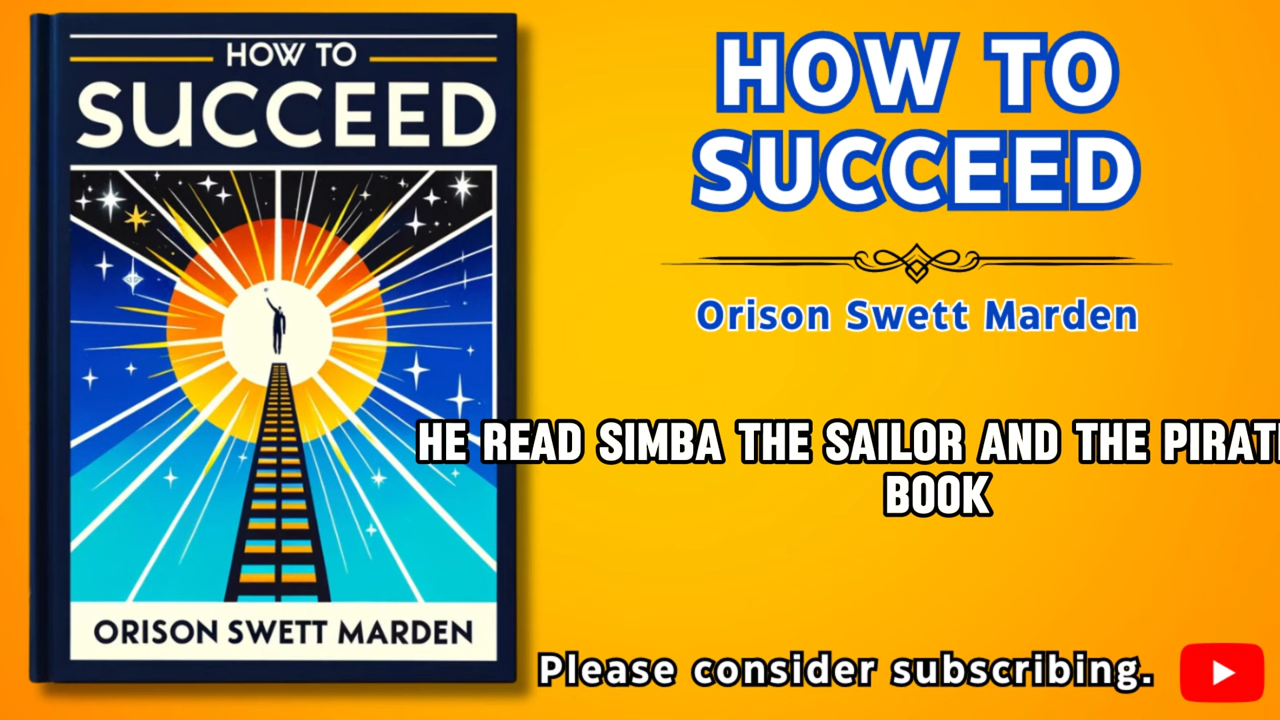 HOW TO
SUCCEED
ORISON SWETT MARDEN
HOW TO
SUCCEED
Orison Swett Marden
HE READ SIMBA THE SAILOR AND THE PIRATE
BOOK
Please consider subscribing.